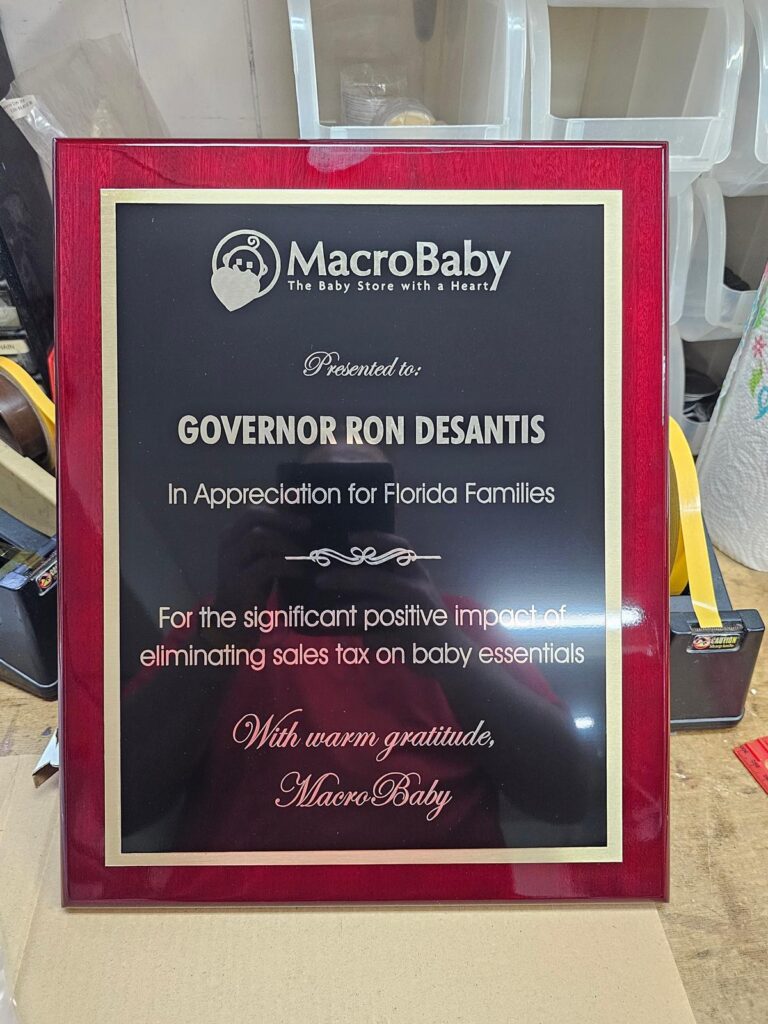 MacroBaby
The Baby Store with a Heart
Presented to:
GOVERNOR RON DESANTIS
In Appreciation for Florida Families
For the significant positive impact of
eliminating sales tax on baby essentials
With warm gratitude,
MacroBaby
CAUTION